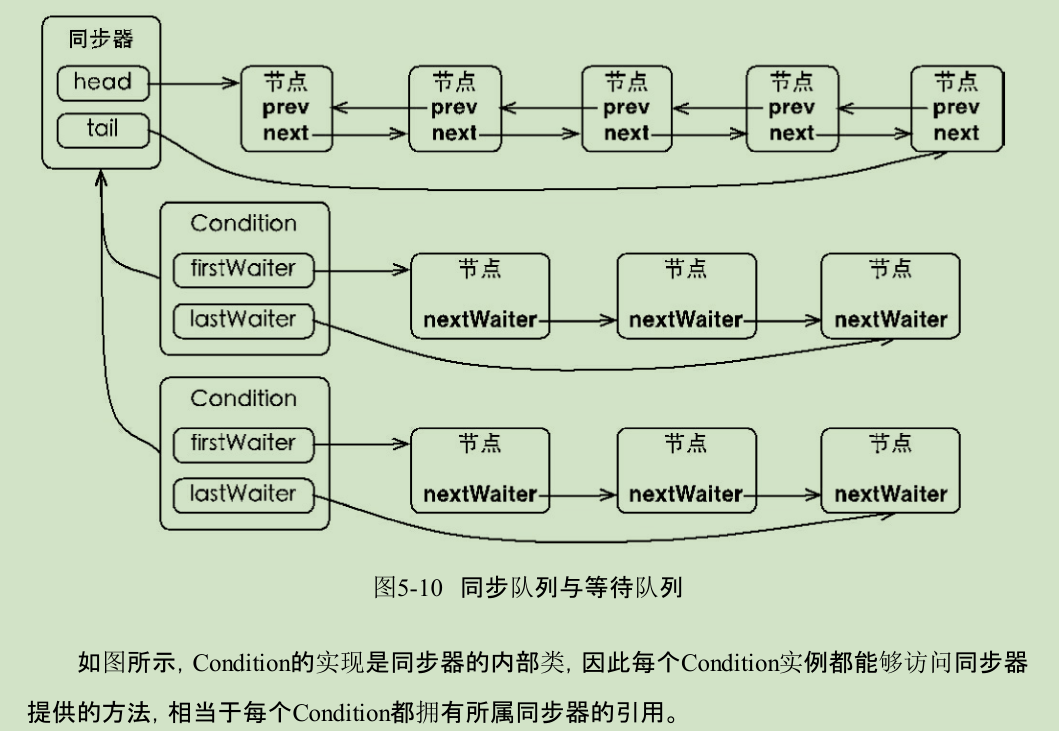 同步器
head
tail
节点 节点 节点 节点 节点
prev prev prev prev prev
next next next next next
Condition
firstWaiter
lastWaiter
节点 节点 节点
nextWaiter nextWaiter nextWaiter
Condition
firstWaiter
lastWaiter
节点 节点 节点
nextWaiter nextWaiter nextWaiter
图5-10 同步队列与等待队列
如图所示, Condition的实现是同步器的内部类, 因此每个Condition实例都能够访问同步器
提供的方法, 相当于每个Condition都拥有所属同步器的引用。